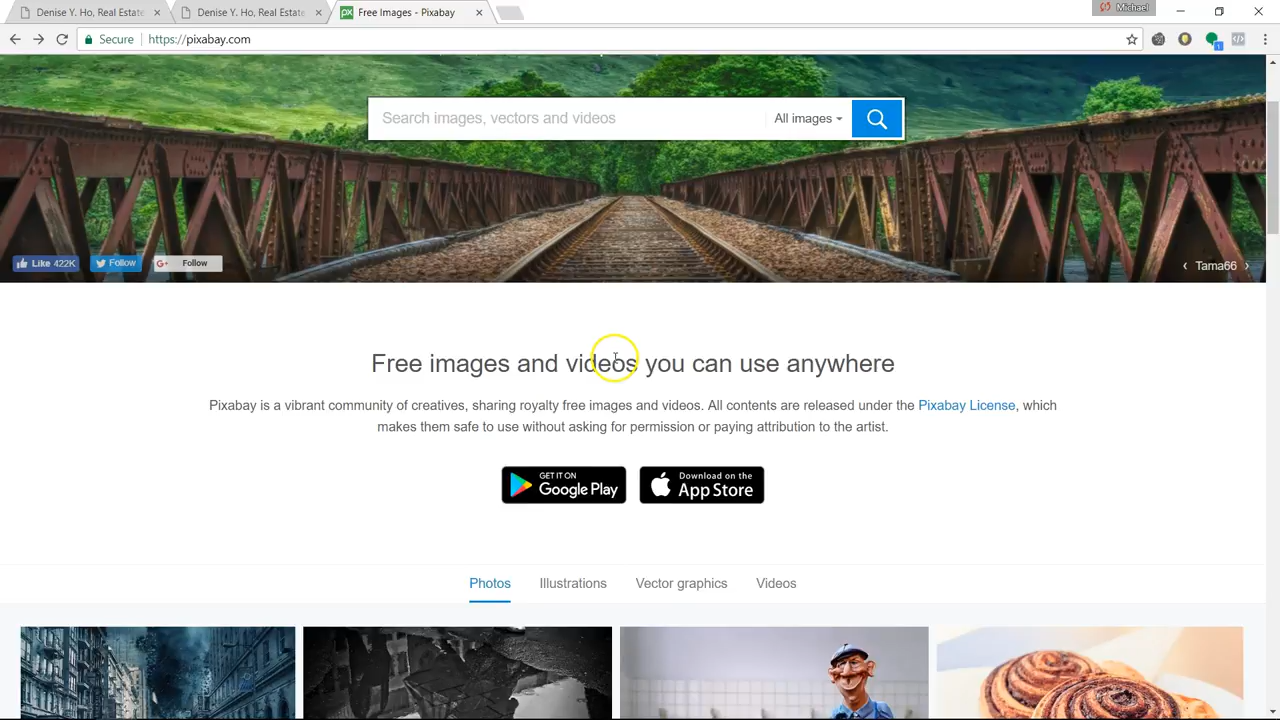 Denise Y. Ho, Real Estate
Denise Y. Ho, Real Estate
px Free Images - Pixabay
Michael
Secure https://pixabay.com
1
Search images, vectors and videos
All images
Like 422K
Follow
G+ Follow
‹ Tama66 ›
Free images and videos you can use anywhere
Pixabay is a vibrant community of creatives, sharing royalty free images and videos. All contents are released under the Pixabay License, which
makes them safe to use without asking for permission or paying attribution to the artist.
GET IT ON
Google Play
Download on the
App Store
Photos
Illustrations
Vector graphics
Videos